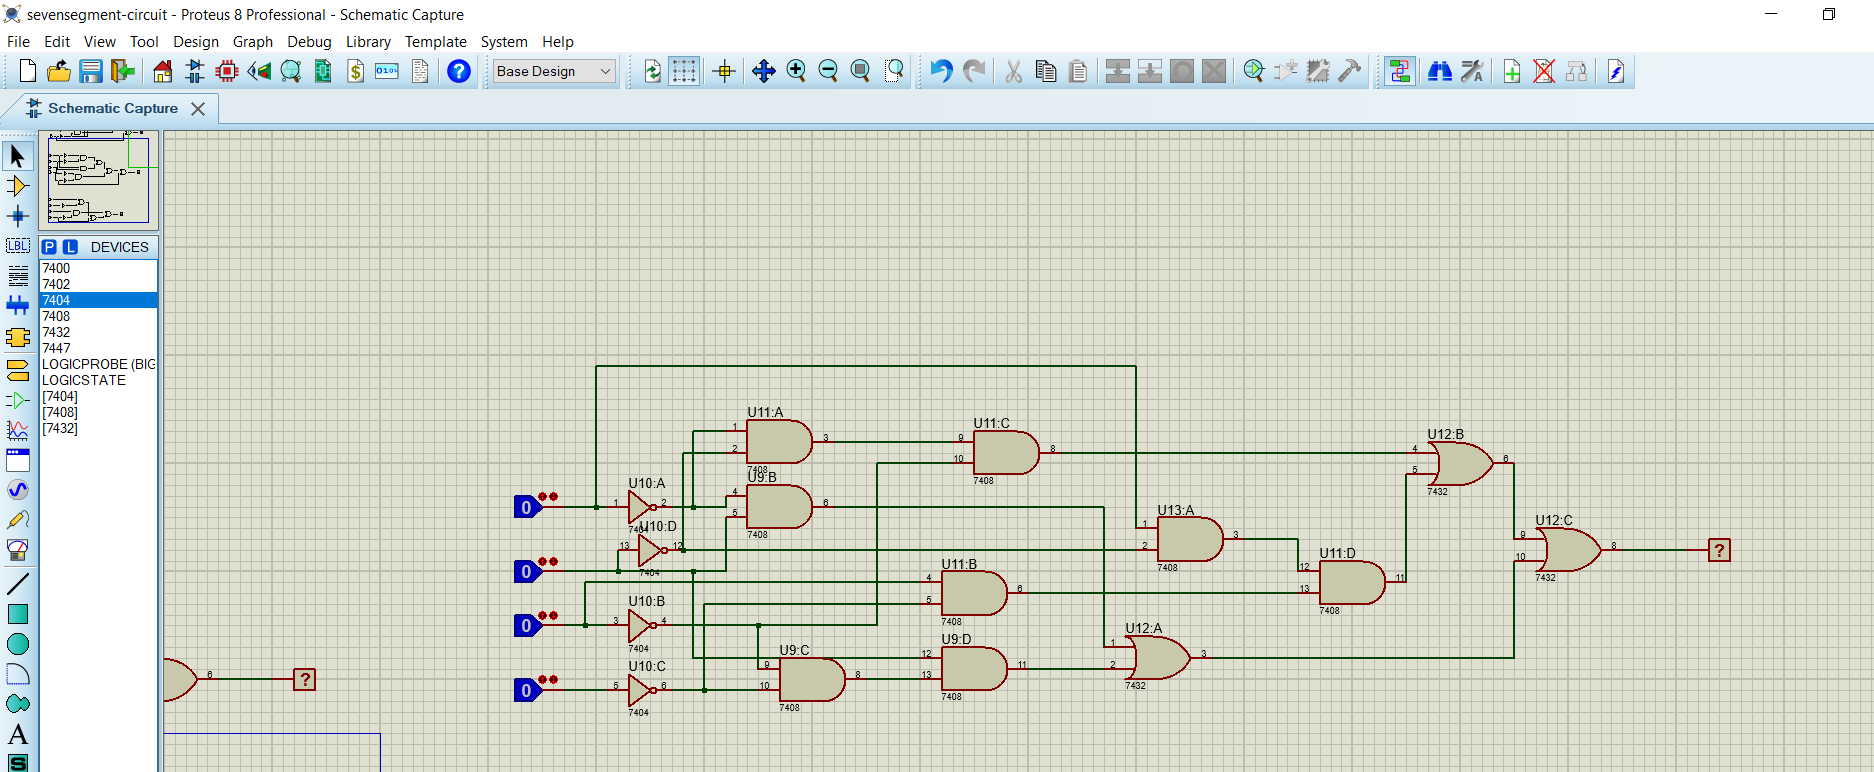 sevensegment-circuit - Proteus 8 Professional - Schematic Capture
File Edit View Tool Design Graph Debug Library Template System Help
$ 0101 ? Base Design
Schematic Capture
LBL
P L DEVICES
7400
7402
7404
7408
7432
7447
LOGICPROBE (BIG
LOGICSTATE
[7404]
[7408]
[7432]
A
S
6 ?
0
0
0
0
U10:A
1 2
7404
U10:D
13 12
7404
U10:B
3 4
7404
U10:C
5 6
7404
U11:A
1
2
3
7408
U9:B
4
5
6
7408
U11:C
9
10
8
7408
U11:B
4
5
6
7408
U9:C
9
10
8
7408
U9:D
12
13
11
7408
U13:A
1
2
3
7408
U12:A
1
2
3
7432
U11:D
12
13
11
7408
U12:B
4
5
6
7432
U12:C
9
10
8
7432
?